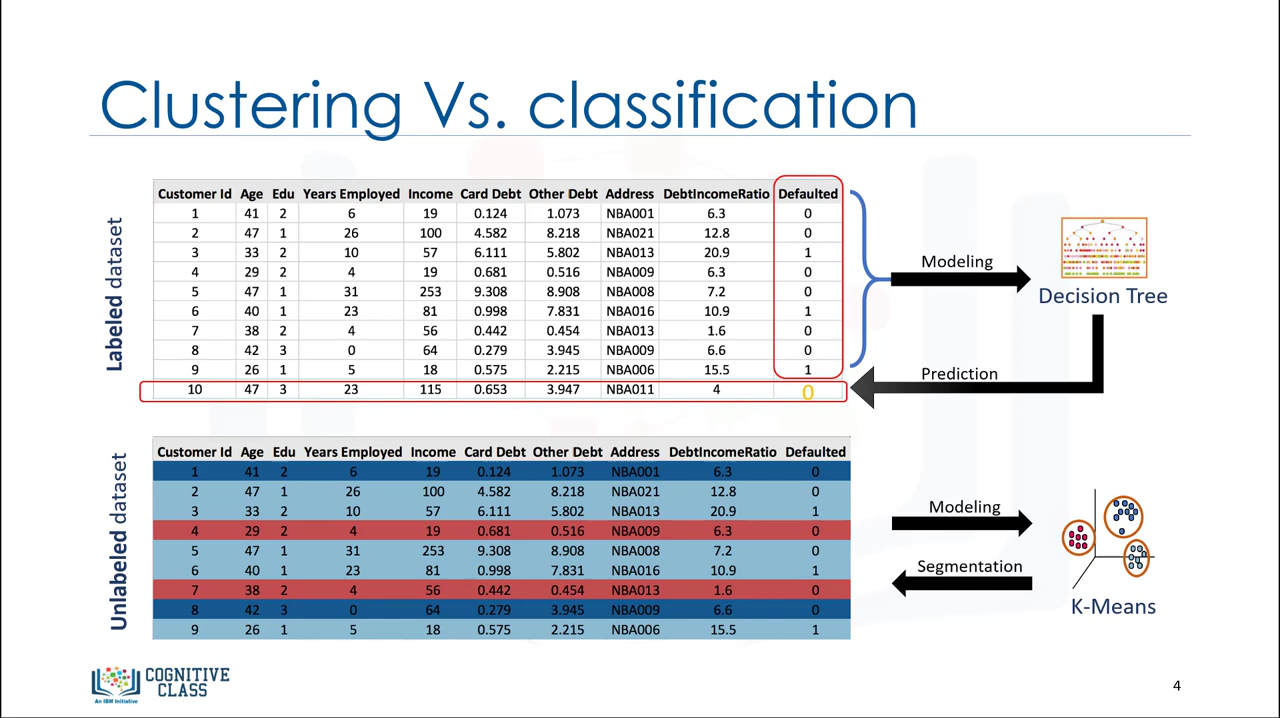 Clustering Vs. classification
Labeled dataset
Customer Id Age Edu Years Employed Income Card Debt Other Debt Address DebtIncomeRatio Defaulted
1 41 2 6 19 0.124 1.073 NBA001 6.3 0
2 47 1 26 100 4.582 8.218 NBA021 12.8 0
3 33 2 10 57 6.111 5.802 NBA013 20.9 1
4 29 2 4 19 0.681 0.516 NBA009 6.3 0
5 47 1 31 253 9.308 8.908 NBA008 7.2 0
6 40 1 23 81 0.998 7.831 NBA016 10.9 1
7 38 2 4 56 0.442 0.454 NBA013 1.6 0
8 42 3 0 64 0.279 3.945 NBA009 6.6 0
9 26 1 5 18 0.575 2.215 NBA006 15.5 1
10 47 3 23 115 0.653 3.947 NBA011 4 0
Modeling
Decision Tree
Prediction
Unlabeled dataset
Customer Id Age Edu Years Employed Income Card Debt Other Debt Address DebtIncomeRatio Defaulted
1 41 2 6 19 0.124 1.073 NBA001 6.3 0
2 47 1 26 100 4.582 8.218 NBA021 12.8 0
3 33 2 10 57 6.111 5.802 NBA013 20.9 1
4 29 2 4 19 0.681 0.516 NBA009 6.3 0
5 47 1 31 253 9.308 8.908 NBA008 7.2 0
6 40 1 23 81 0.998 7.831 NBA016 10.9 1
7 38 2 4 56 0.442 0.454 NBA013 1.6 0
8 42 3 0 64 0.279 3.945 NBA009 6.6 0
9 26 1 5 18 0.575 2.215 NBA006 15.5 1
Modeling
Segmentation
K-Means
COGNITIVE
CLASS
An IBM Initiative
4